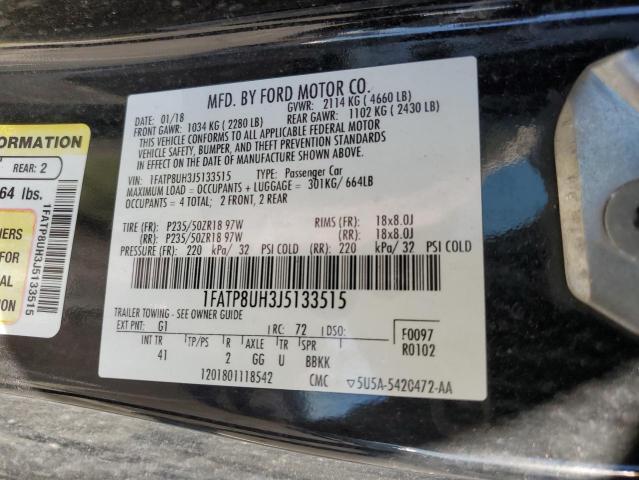 MFD. BY FORD MOTOR CO.
DATE: 01/18 GVWR: 2114 KG ( 4660 LB)
FRONT GAWR: 1034 KG ( 2280 LB) REAR GAWR: 1102 KG ( 2430 LB)
THIS VEHICLE CONFORMS TO ALL APPLICABLE FEDERAL MOTOR
VEHICLE SAFETY, BUMPER, AND THEFT PREVENTION STANDARDS
IN EFFECT ON THE DATE OF MANUFACTURE SHOWN ABOVE.
VIN: 1FATP8UH3J5133515 TYPE: Passenger Car
MAXIMUM LOAD = OCCUPANTS + LUGGAGE = 301KG/ 664LB
OCCUPANTS = 4 TOTAL; 2 FRONT, 2 REAR
TIRE (FR): P235/50ZR18 97W RIMS (FR): 18x8.0J
(RR): P235/50ZR18 97W (RR): 18x8.0J
PRESSURE (FR): 220 kPa/ 32 PSI COLD (RR): 220 kPa/ 32 PSI COLD
1FATP8UH3J5133515
TRAILER TOWING - SEE OWNER GUIDE
EXT PNT: G1 RC: 72 DSO:
F0097
R0102
INT TR TP/PS R AXLE TR SPR
41 2 GG U BBKK
1201801118542 CMC ▽5U5A-5420472-AA
FORMATION
REAR: 2
64 lbs.
IERS
FOR
AL
ON
1FATP8UH3J5133515